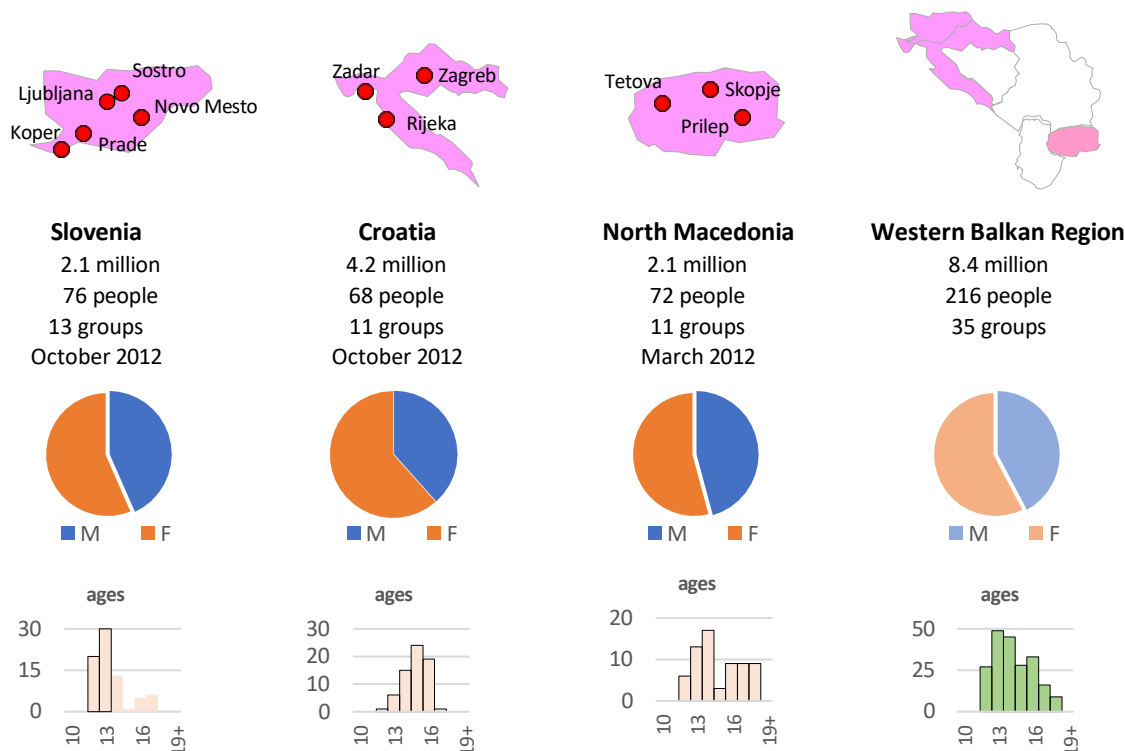 Sostro
Ljubljana
Novo Mesto
Koper
Prade
Zadar
Zagreb
Rijeka
Tetova
Skopje
Prilep
Slovenia
2.1 million
76 people
13 groups
October 2012
Croatia
4.2 million
68 people
11 groups
October 2012
North Macedonia
2.1 million
72 people
11 groups
March 2012
Western Balkan Region
8.4 million
216 people
35 groups
M F
M F
M F
M F
ages
30
15
0
10
13
16
19+
ages
30
20
10
0
10
13
16
19+
ages
20
10
0
10
13
16
19+
ages
50
25
0
10
13
16
19+